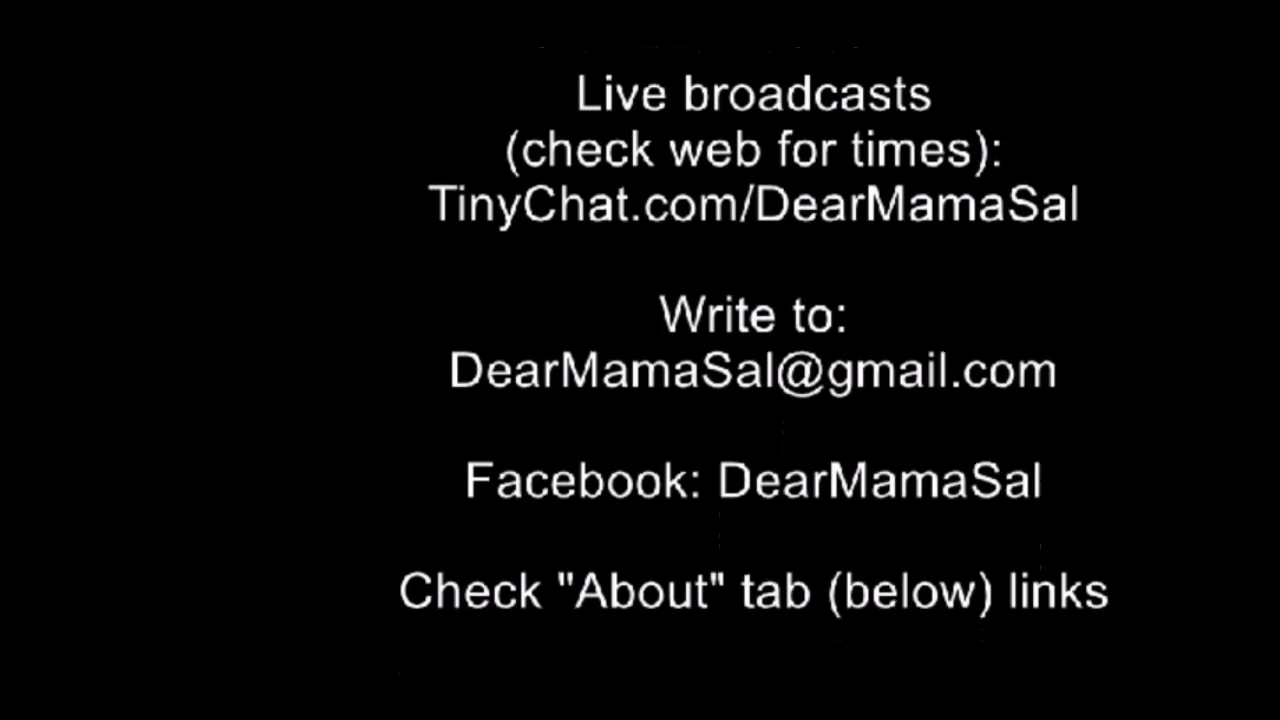 Live broadcasts
(check web for times):
TinyChat.com/DearMamaSal
Write to:
DearMamaSal@gmail.com
Facebook: DearMamaSal
Check "About" tab (below) links